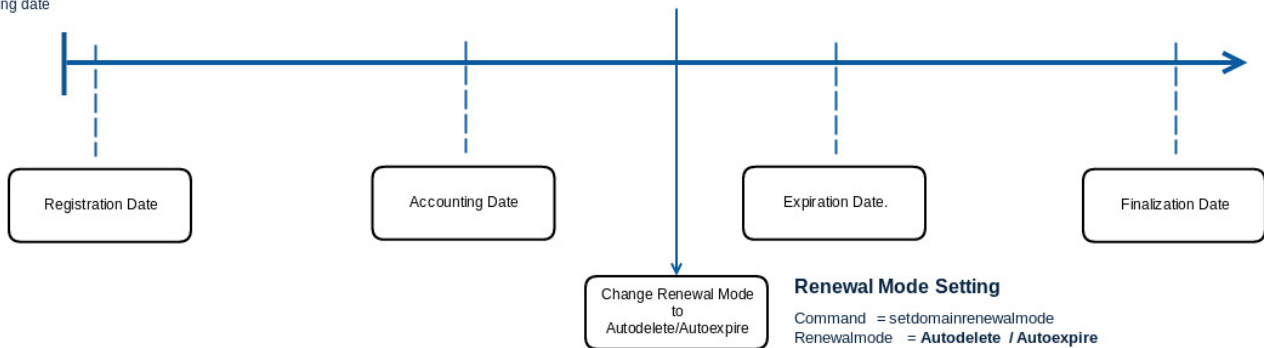 ng date
Registration Date
Accounting Date
Expiration Date.
Finalization Date
Change Renewal Mode
to
Autodelete/Autoexpire
Renewal Mode Setting
Command = setdomainrenewalmode
Renewalmode = Autodelete / Autoexpire